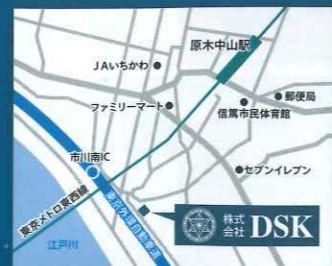 原木中山駅
JAいちかわ
郵便局
ファミリーマート
信篤市民体育館
市川南IC
セブンイレブン
東京メトロ東西線
東京外環自動車道
江戸川
株式会社 DSK